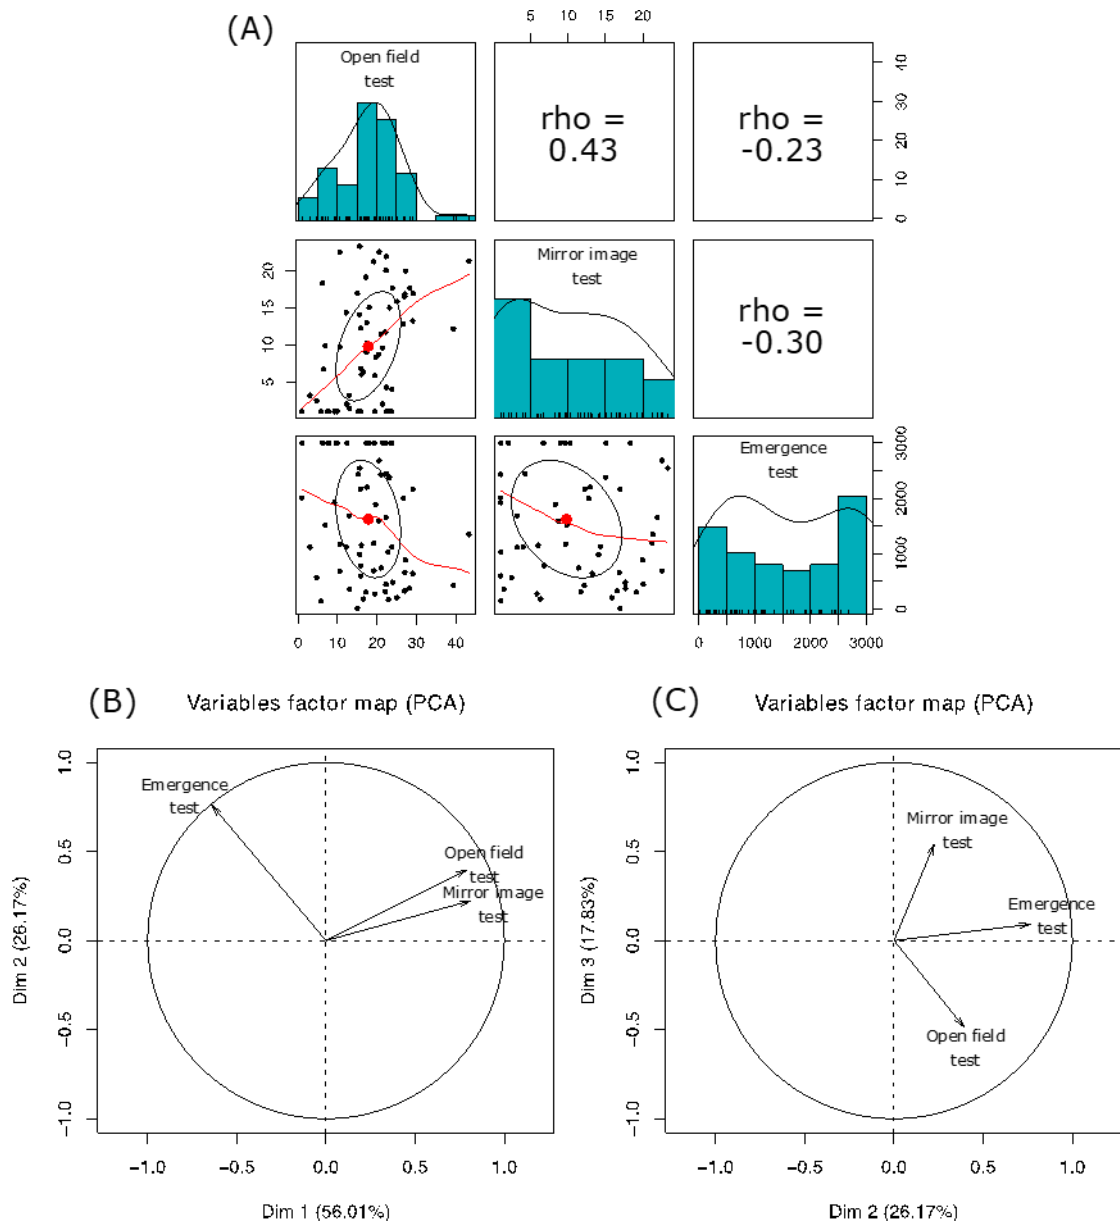 (A)
5 10 20
Open field
test
rho =
0.43
rho =
-0.23
40
30
20
10
0
20
15
10
5
Mirror image
test
rho =
-0.30
Emergence
test
3000
2000
1000
0
0 10 20 30 40
0 1000 3000
(B) Variables factor map (PCA)
(C) Variables factor map (PCA)
1.0
0.5
0.0
-0.5
-1.0
Dim 2 (26.17%)
Emergence
test
Open field
test
Mirror image
test
-1.0 -0.5 0.0 0.5 1.0
Dim 1 (56.01%)
1.0
0.5
0.0
-0.5
-1.0
Dim 3 (17.83%)
Mirror image
test
Emergence
test
Open field
test
-1.0 -0.5 0.0 0.5 1.0
Dim 2 (26.17%)